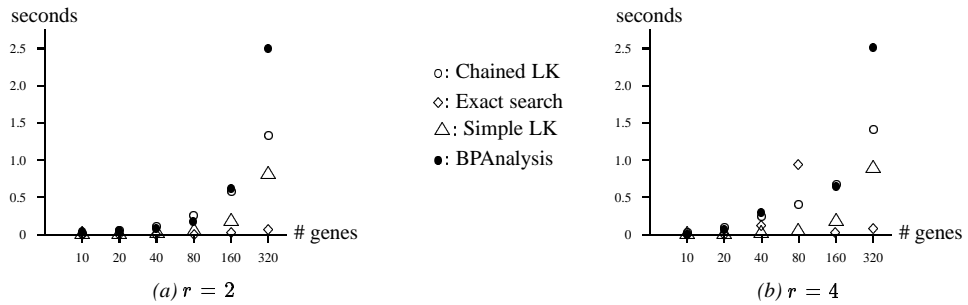 seconds
2.5
2.0
1.5
1.0
0.5
0
10 20 40 80 160 320
# genes
(a) r = 2
: Chained LK
: Exact search
: Simple LK
: BPAnalysis
seconds
2.5
2.0
1.5
1.0
0.5
0
10 20 40 80 160 320
# genes
(b) r = 4